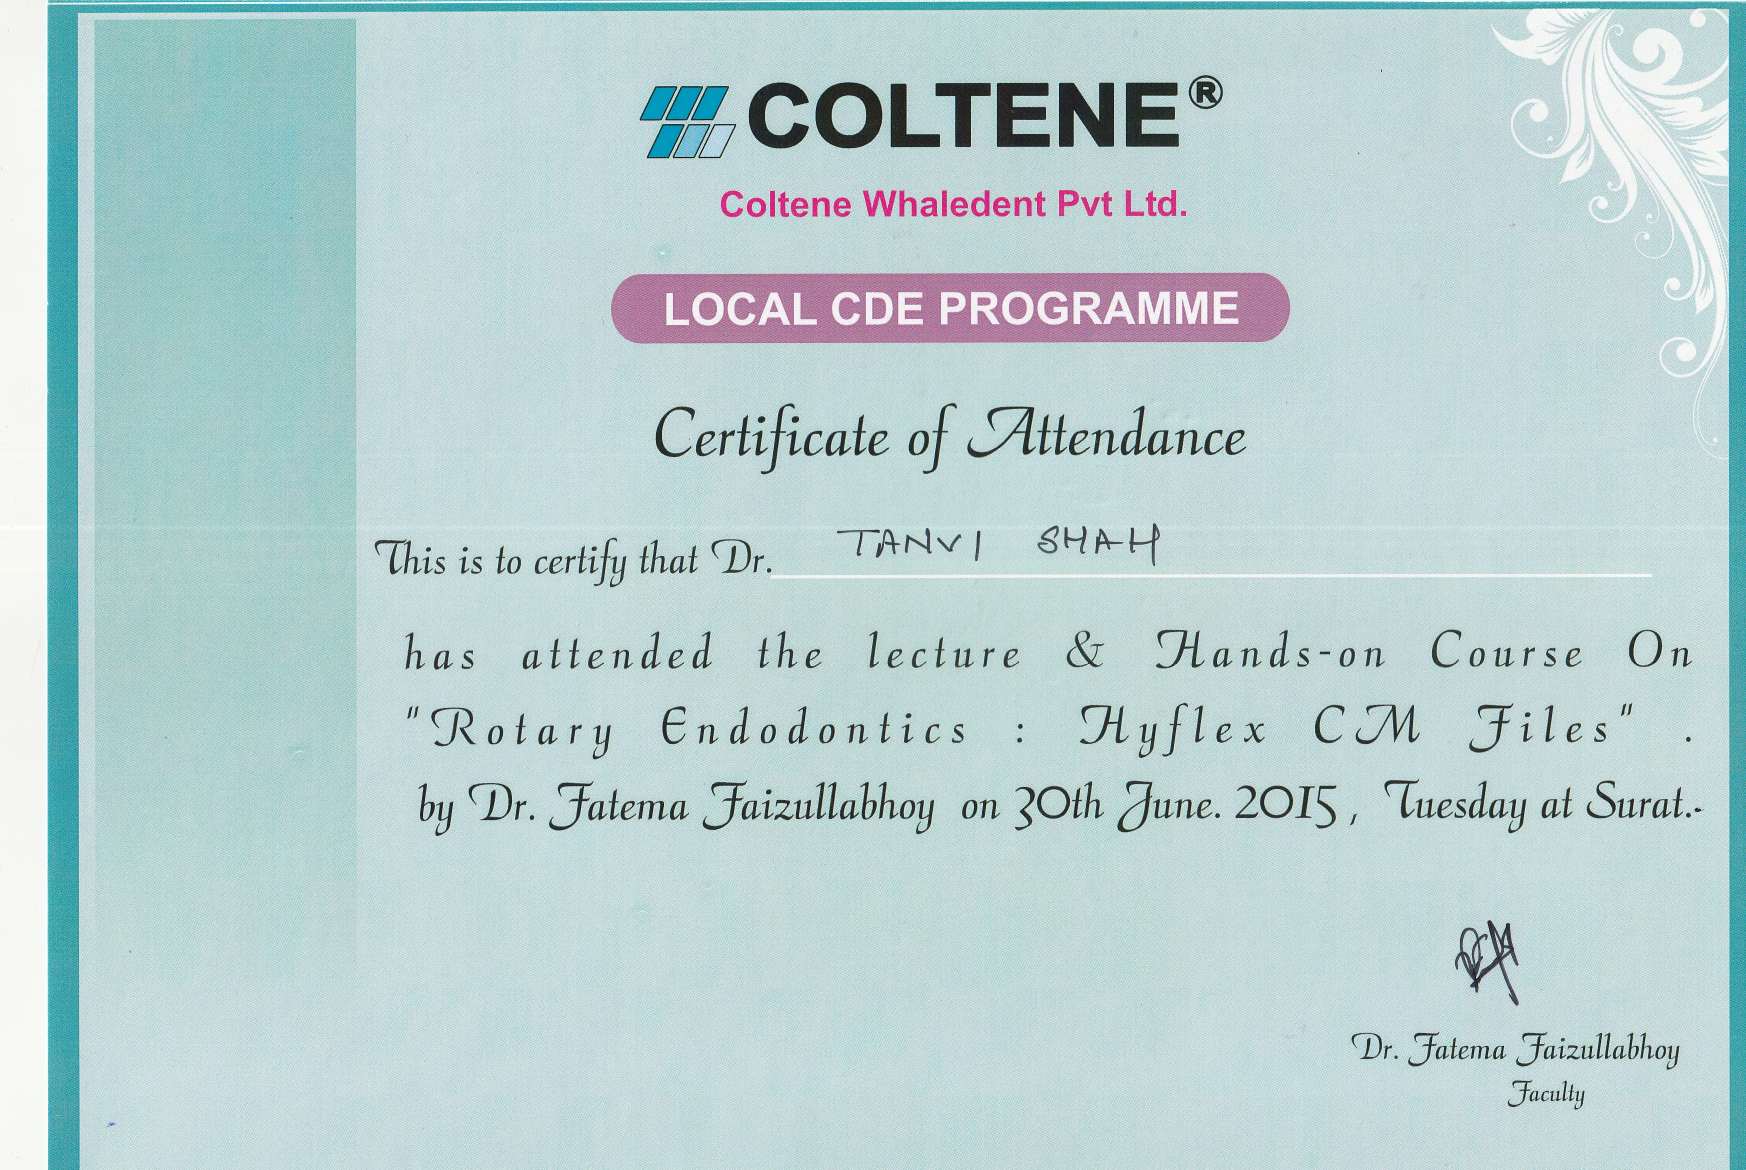 COLTENE®
Coltene Whaledent Pvt Ltd.
LOCAL CDE PROGRAMME
Certificate of Attendance
This is to certify that Dr. TANVI SHAH
has attended the lecture & Hands-on Course On
"Rotary Endodontics : Hyflex CM Files" .
by Dr. Fatema Faizullabhoy on 30th June. 2015, Tuesday at Surat.-
Dr. Fatema Faizullabhoy
Faculty